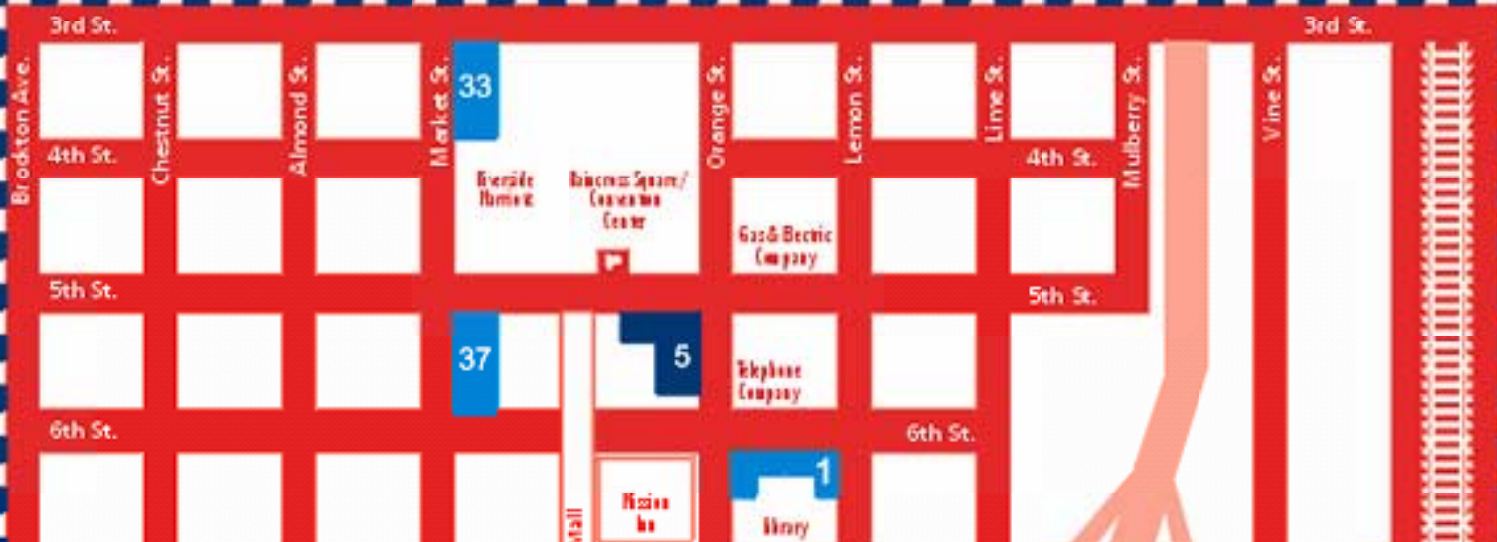 3rd St.
3rd St.
Brockton Ave.
Chestnut St.
Almond St.
Market St.
33
Orange St.
Lemon St.
Lime St.
Mulberry St.
Vine St.
4th St.
4th St.
Riverside
Marriott
Raincross Square/
Convention
Center
Gas & Electric
Company
5th St.
5th St.
37
5
Telephone
Company
6th St.
6th St.
1
Mission
Inn
library
Mall